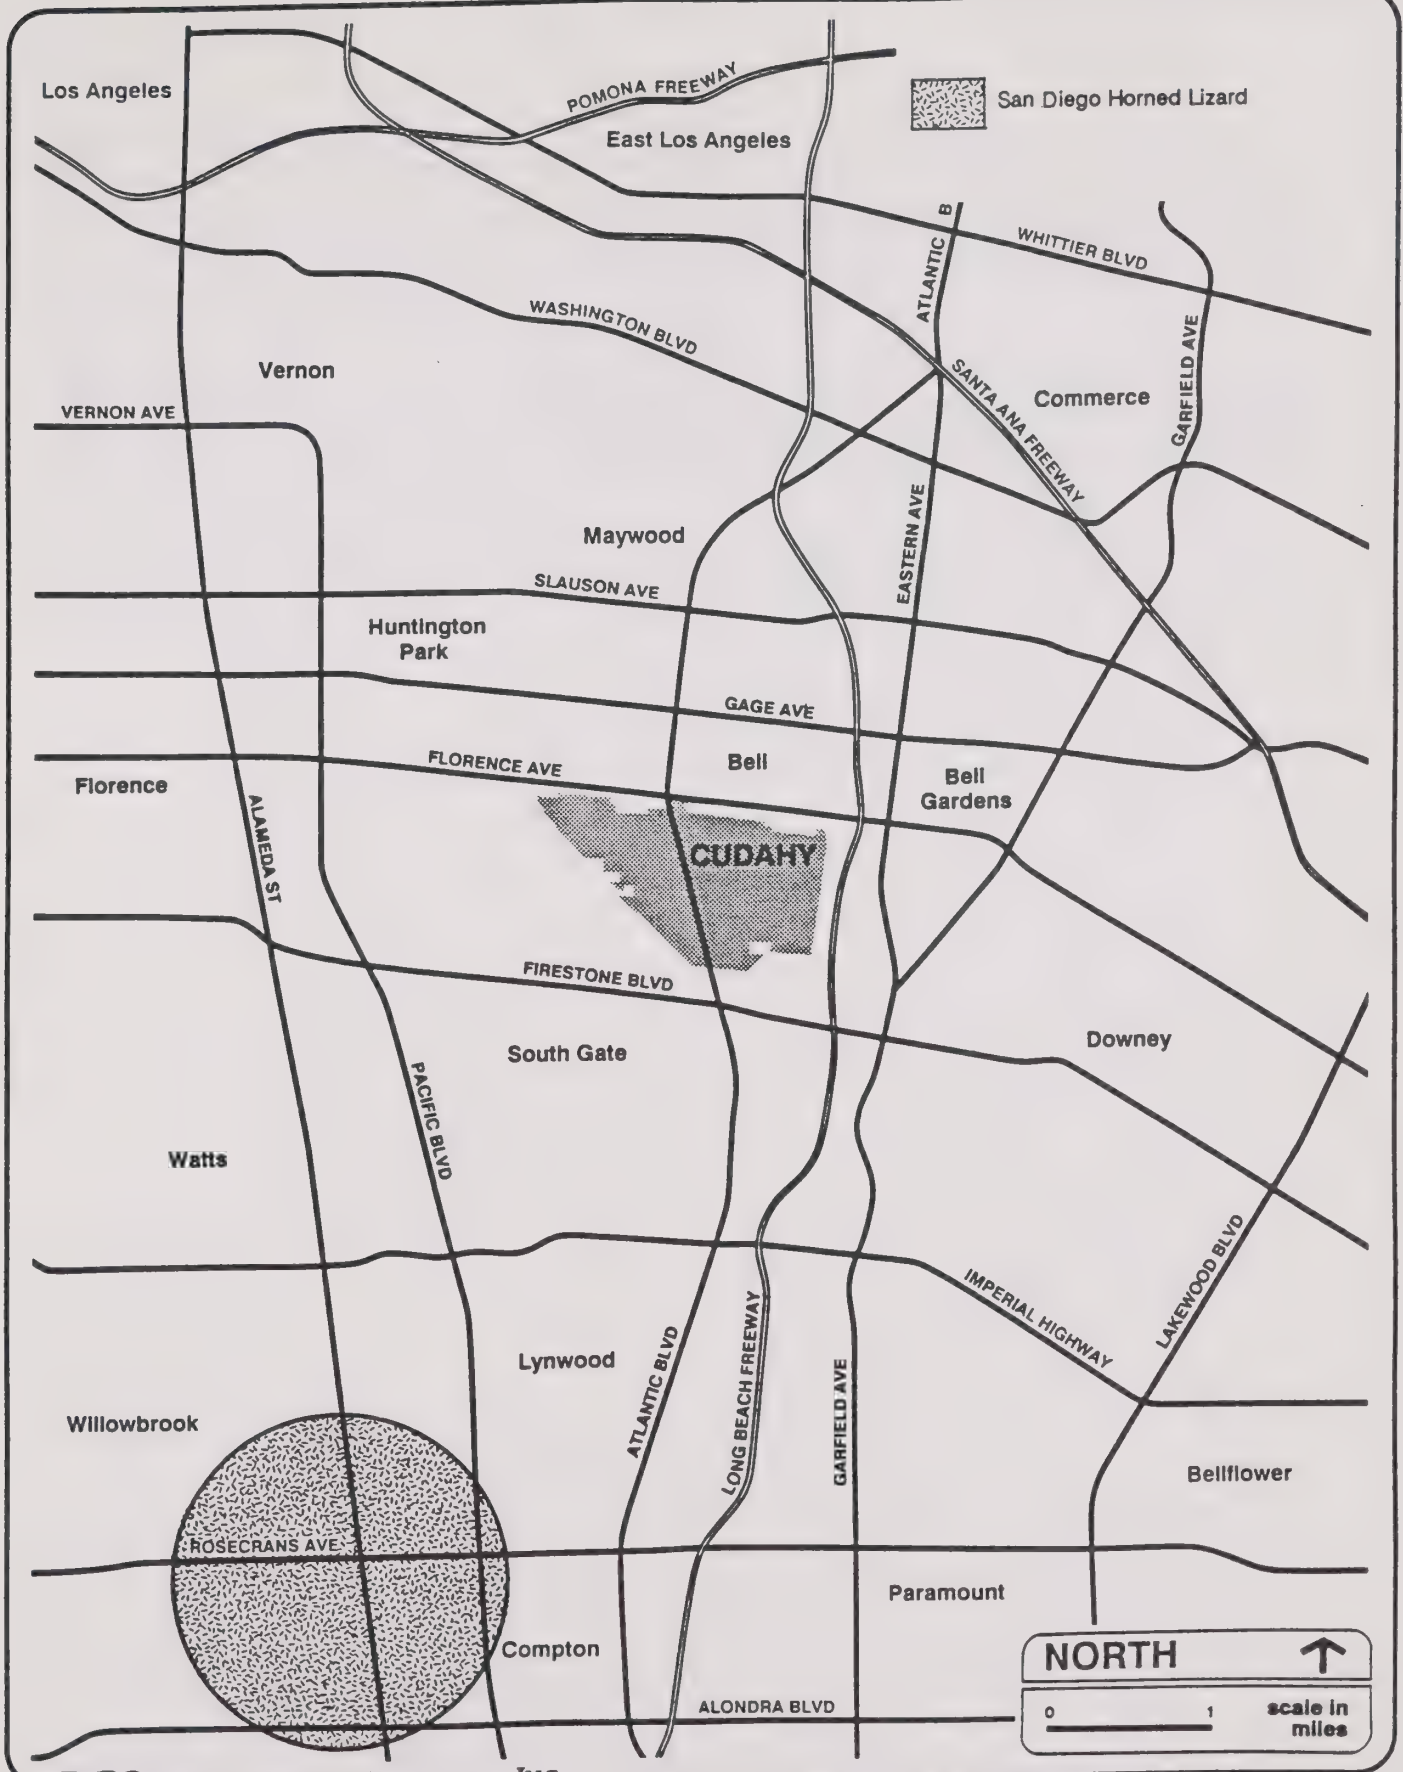 Los Angeles
POMONA FREEWAY
San Diego Horned Lizard
East Los Angeles
ATLANTIC B
WHITTIER BLVD
WASHINGTON BLVD
GARFIELD AVE
Vernon
SANTA ANA FREEWAY
Commerce
VERNON AVE
Maywood
EASTERN AVE
SLAUSON AVE
Huntington
Park
GAGE AVE
FLORENCE AVE
Bell
Bell
Gardens
Florence
ALAMEDA ST
CUDAHY
FIRESTONE BLVD
South Gate
Downey
PACIFIC BLVD
Watts
LAKEWOOD BLVD
IMPERIAL HIGHWAY
Lynwood
ATLANTIC BLVD
LONG BEACH FREEWAY
GARFIELD AVE
Willowbrook
Bellflower
ROSECRANS AVE
Paramount
Compton
NORTH
ALONDRA BLVD
0 1 scale in
miles